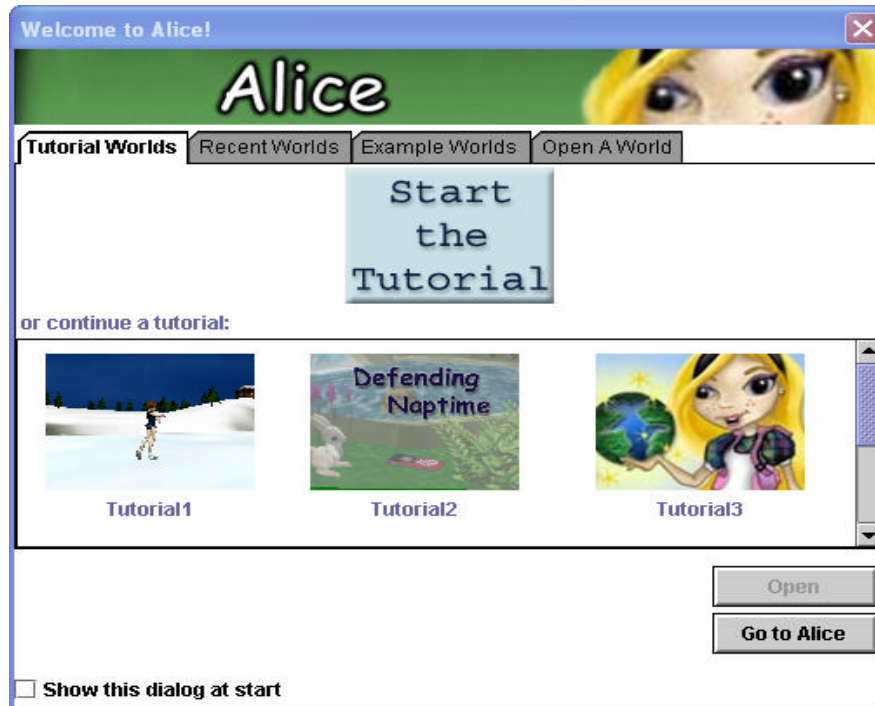 Welcome to Alice!
Alice
Tutorial Worlds Recent Worlds Example Worlds Open A World
Start
the
Tutorial
or continue a tutorial:
Defending
Naptime
Tutorial1 Tutorial2 Tutorial3
Open
Go to Alice
Show this dialog at start